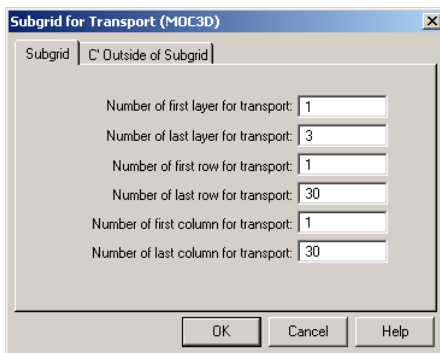 Subgrid for Transport (MOC3D)
Subgrid
C' Outside of Subgrid
Number of first layer for transport: 1
Number of last layer for transport: 3
Number of first row for transport: 1
Number of last row for transport: 30
Number of first column for transport: 1
Number of last column for transport: 30
OK
Cancel
Help